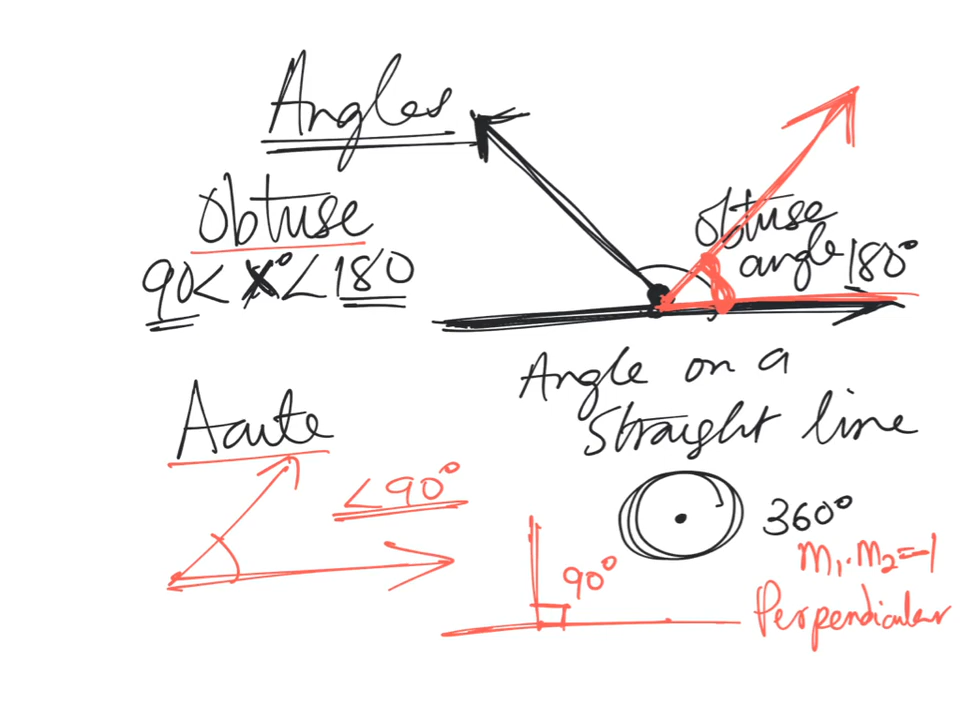 Angles
Obtuse
90 < x° < 180
Obtuse
angle 180°
Angle on a
Straight line
Acute
< 90°
360°
m₁.m₂=-1
90°
Perpendicular